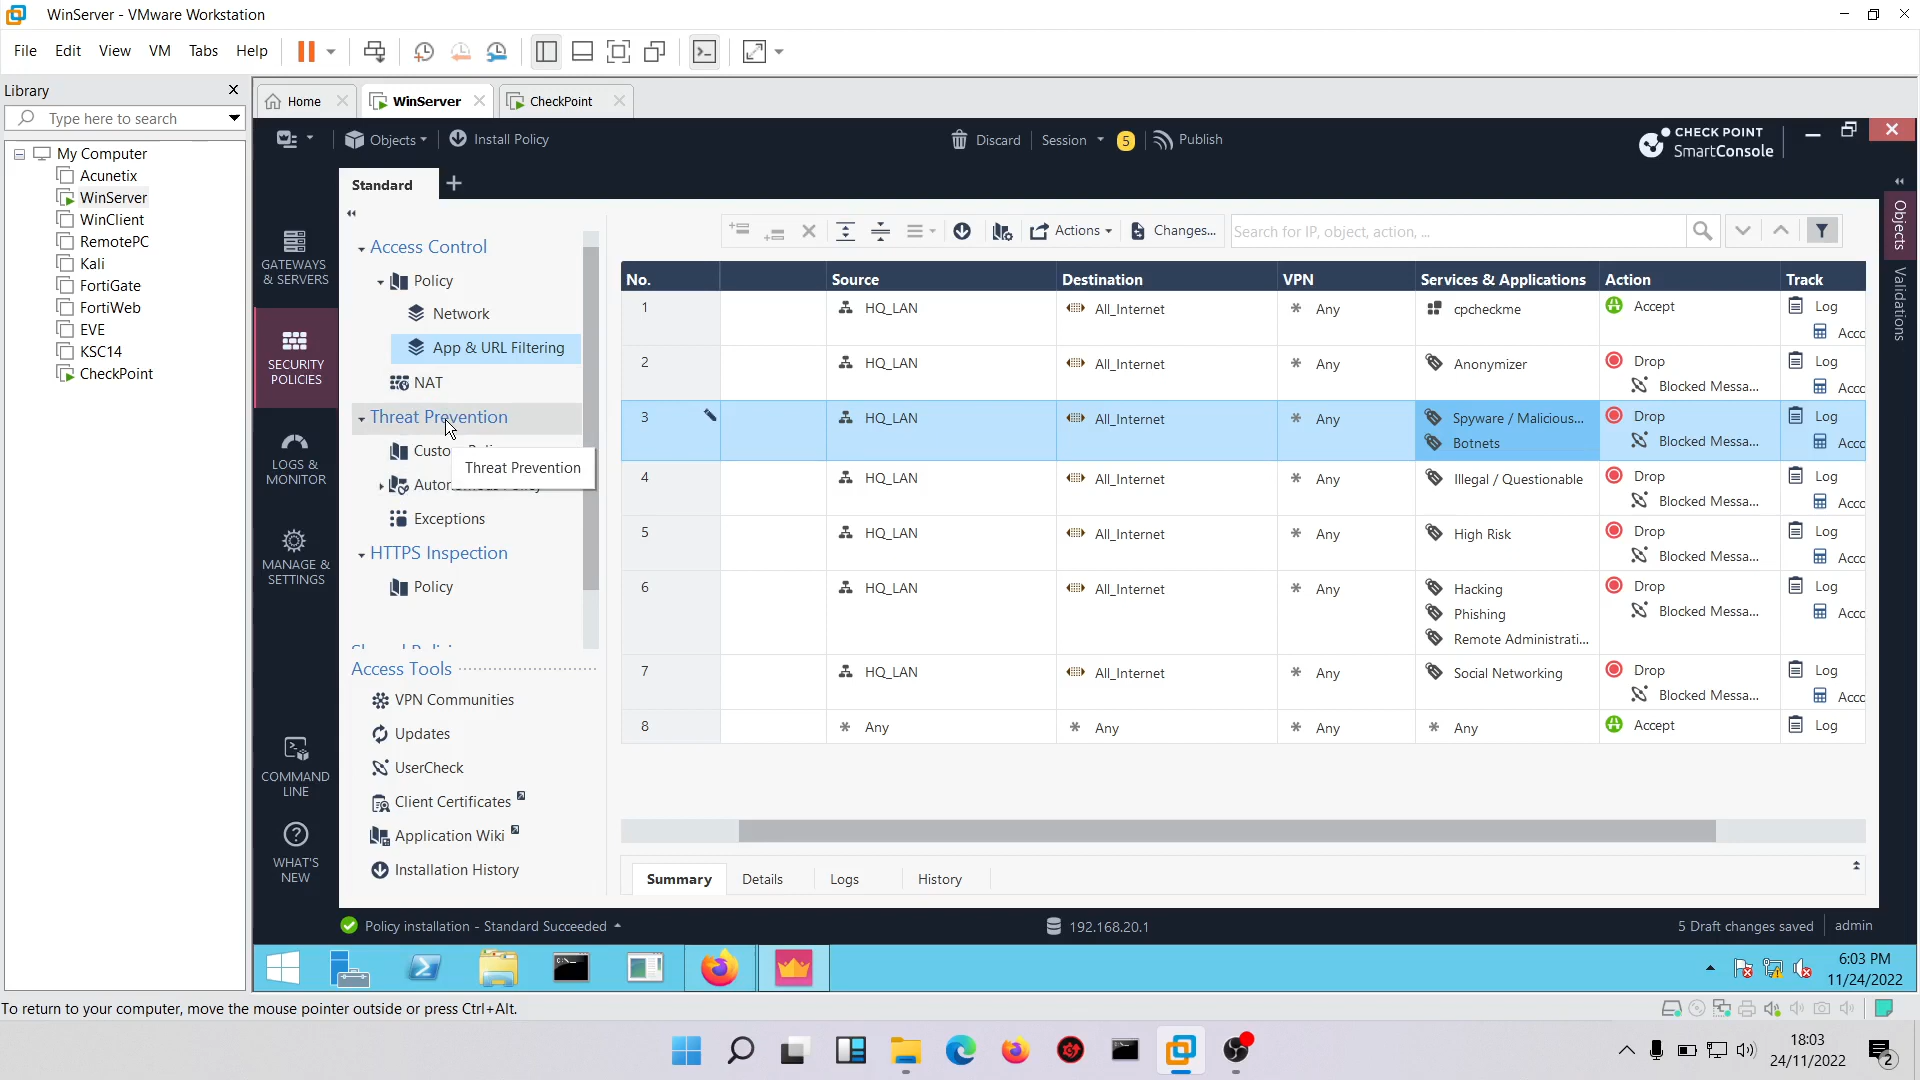 WinServer - VMware Workstation
File Edit View VM Tabs Help
Library
Type here to search
My Computer
Acunetix
WinServer
WinClient
RemotePC
Kali
FortiGate
FortiWeb
EVE
KSC14
CheckPoint
Home WinServer CheckPoint
Objects Install Policy Discard Session 5 Publish
CHECK POINT
SmartConsole
Standard
GATEWAYS & SERVERS
SECURITY POLICIES
LOGS & MONITOR
MANAGE & SETTINGS
COMMAND LINE
WHAT'S NEW
Access Control
Policy
Network
App & URL Filtering
NAT
Threat Prevention
Threat Prevention
Exceptions
HTTPS Inspection
Policy
Access Tools
VPN Communities
Updates
UserCheck
Client Certificates
Application Wiki
Installation History
Actions Changes... Search for IP, object, action, ...
No. Source Destination VPN Services & Applications Action Track
1 HQ_LAN All_Internet Any cpcheckme Accept Log
Acco
2 HQ_LAN All_Internet Any Anonymizer Drop Log
Blocked Messa... Acco
3 HQ_LAN All_Internet Any Spyware / Malicious... Drop Log
Botnets Blocked Messa... Acco
4 HQ_LAN All_Internet Any Illegal / Questionable Drop Log
Blocked Messa... Acco
5 HQ_LAN All_Internet Any High Risk Drop Log
Blocked Messa... Acco
6 HQ_LAN All_Internet Any Hacking Drop Log
Phishing Blocked Messa... Acco
Remote Administrati...
7 HQ_LAN All_Internet Any Social Networking Drop Log
Blocked Messa... Acco
8 Any Any Any Any Accept Log
Summary Details Logs History
Objects
Validations
Policy installation - Standard Succeeded 192.168.20.1 5 Draft changes saved admin
6:03 PM
11/24/2022
To return to your computer, move the mouse pointer outside or press Ctrl+Alt.
18:03
24/11/2022
2